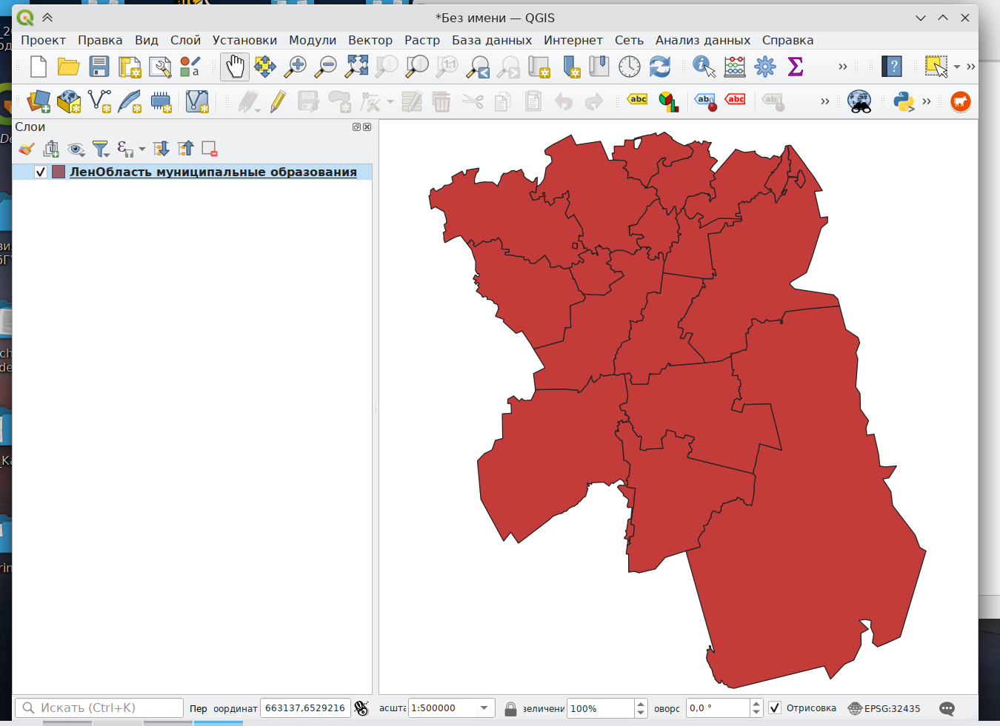 *Без имени — QGIS
Проект Правка Вид Слой Установки Модули Вектор Растр База данных Интернет Сеть Анализ данных Справка
Слои
ЛенОбласть муниципальные образования
Искать (Ctrl+K) Пер оординат 663137,6529216 асшта 1:500000 зеличени 100% оворо 0,0 ° Отрисовка EPSG:32435